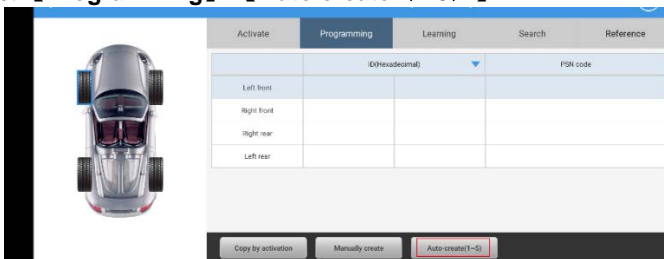 Activate Programming Learning Search Reference
ID(Hexadecimal) PSN code
Left front
Right front
Right rear
Left rear
Copy by activation Manually create Auto-create(1~5)